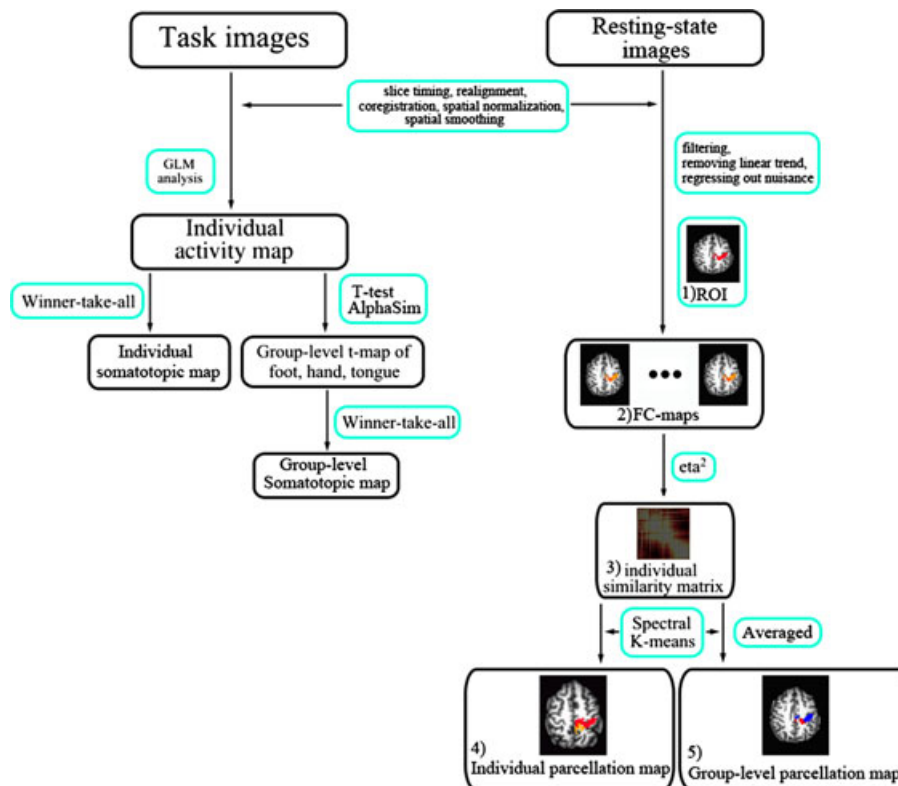 Task images
Resting-state
images
slice timing, realignment,
coregistration, spatial normalization,
spatial smoothing
GLM
analysis
filtering,
removing linear trend,
regressing out nuisance
Individual
activity map
1)ROI
Winner-take-all
T-test
AlphaSim
Individual
somatotopic map
Group-level t-map of
foot, hand, tongue
2)FC-maps
Winner-take-all
Group-level
Somatotopic map
eta²
3) individual
similarity matrix
Spectral
K-means
Averaged
4)
Individual parcellation map
5)
Group-level parcellation map